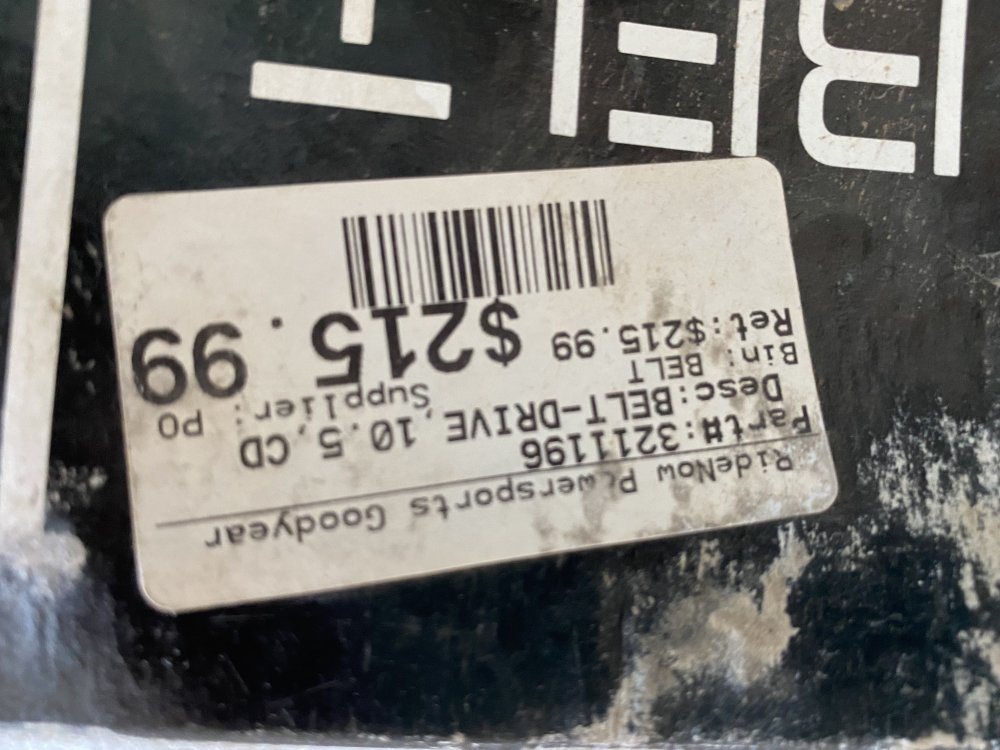 RideNow Powersports Goodyear
Part#:3211196
Desc:BELT-DRIVE,10.5,CD
Bin: BELT Supplier: PO
Ret:$215.99 $215.99
BELT